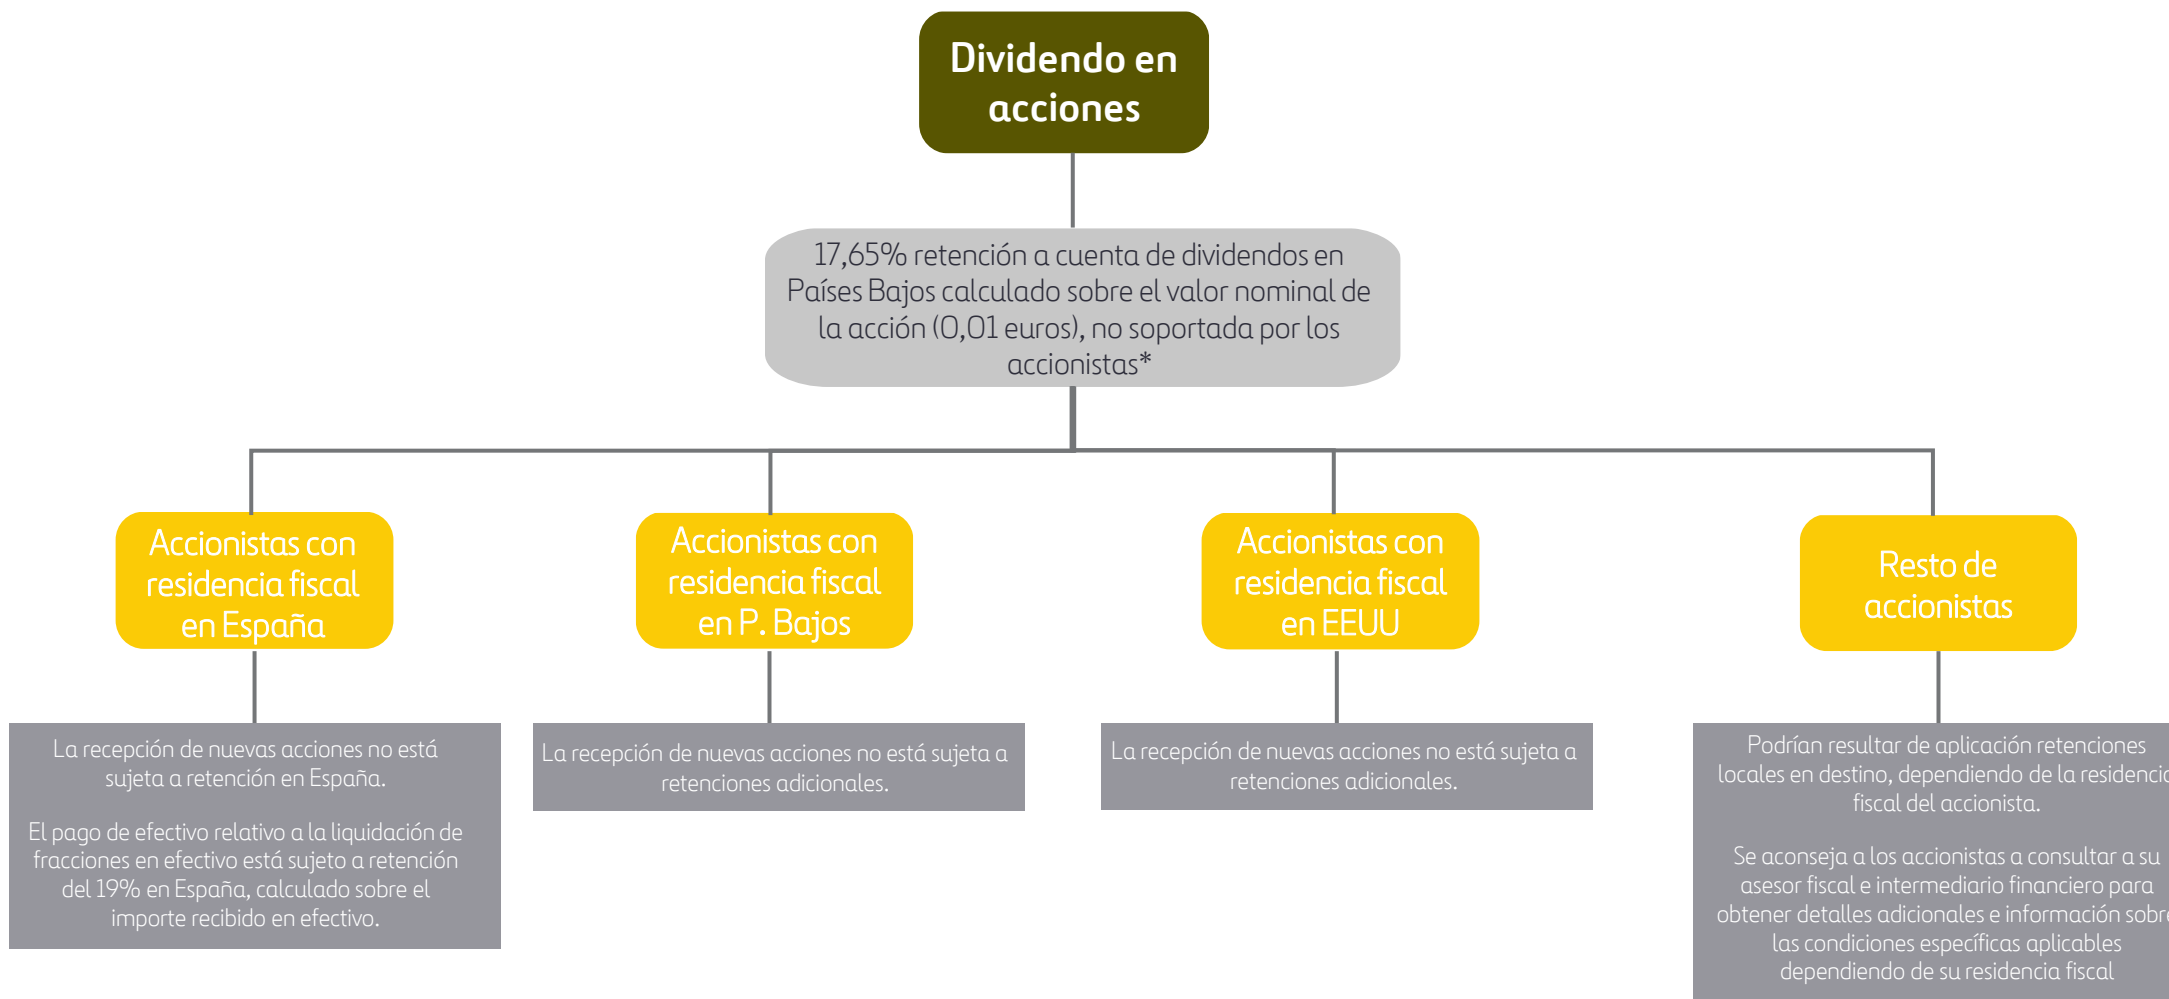 Dividendo en
acciones
17,65% retención a cuenta de dividendos en
Países Bajos calculado sobre el valor nominal de
la acción (0,01 euros), no soportada por los
accionistas*
Accionistas con
residencia fiscal
en España
Accionistas con
residencia fiscal
en P. Bajos
Accionistas con
residencia fiscal
en EEUU
Resto de
accionistas
La recepción de nuevas acciones no está
sujeta a retención en España.
El pago de efectivo relativo a la liquidación de
fracciones en efectivo está sujeto a retención
del 19% en España, calculado sobre el
importe recibido en efectivo.
La recepción de nuevas acciones no está sujeta a
retenciones adicionales.
La recepción de nuevas acciones no está sujeta a
retenciones adicionales.
Podrían resultar de aplicación retenciones
locales en destino, dependiendo de la residencia
fiscal del accionista.
Se aconseja a los accionistas a consultar a su
asesor fiscal e intermediario financiero para
obtener detalles adicionales e información sobre
las condiciones específicas aplicables
dependiendo de su residencia fiscal